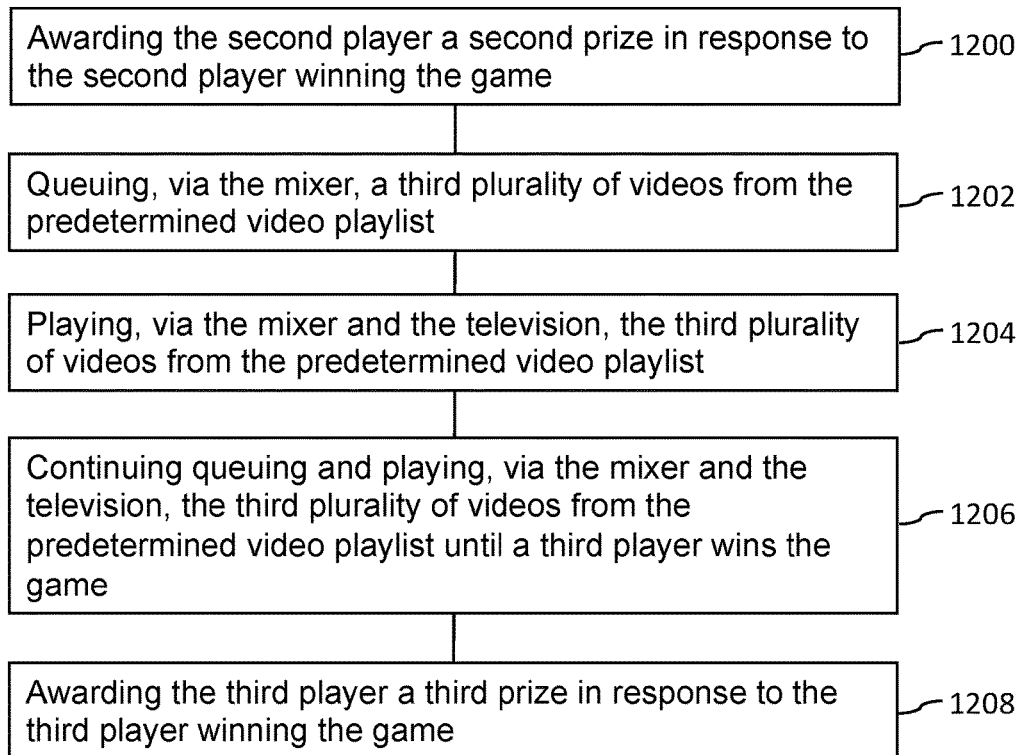 Awarding the second player a second prize in response to
the second player winning the game
1200
Queuing, via the mixer, a third plurality of videos from the
predetermined video playlist
1202
Playing, via the mixer and the television, the third plurality
of videos from the predetermined video playlist
1204
Continuing queuing and playing, via the mixer and the
television, the third plurality of videos from the
predetermined video playlist until a third player wins the
game
1206
Awarding the third player a third prize in response to the
third player winning the game
1208